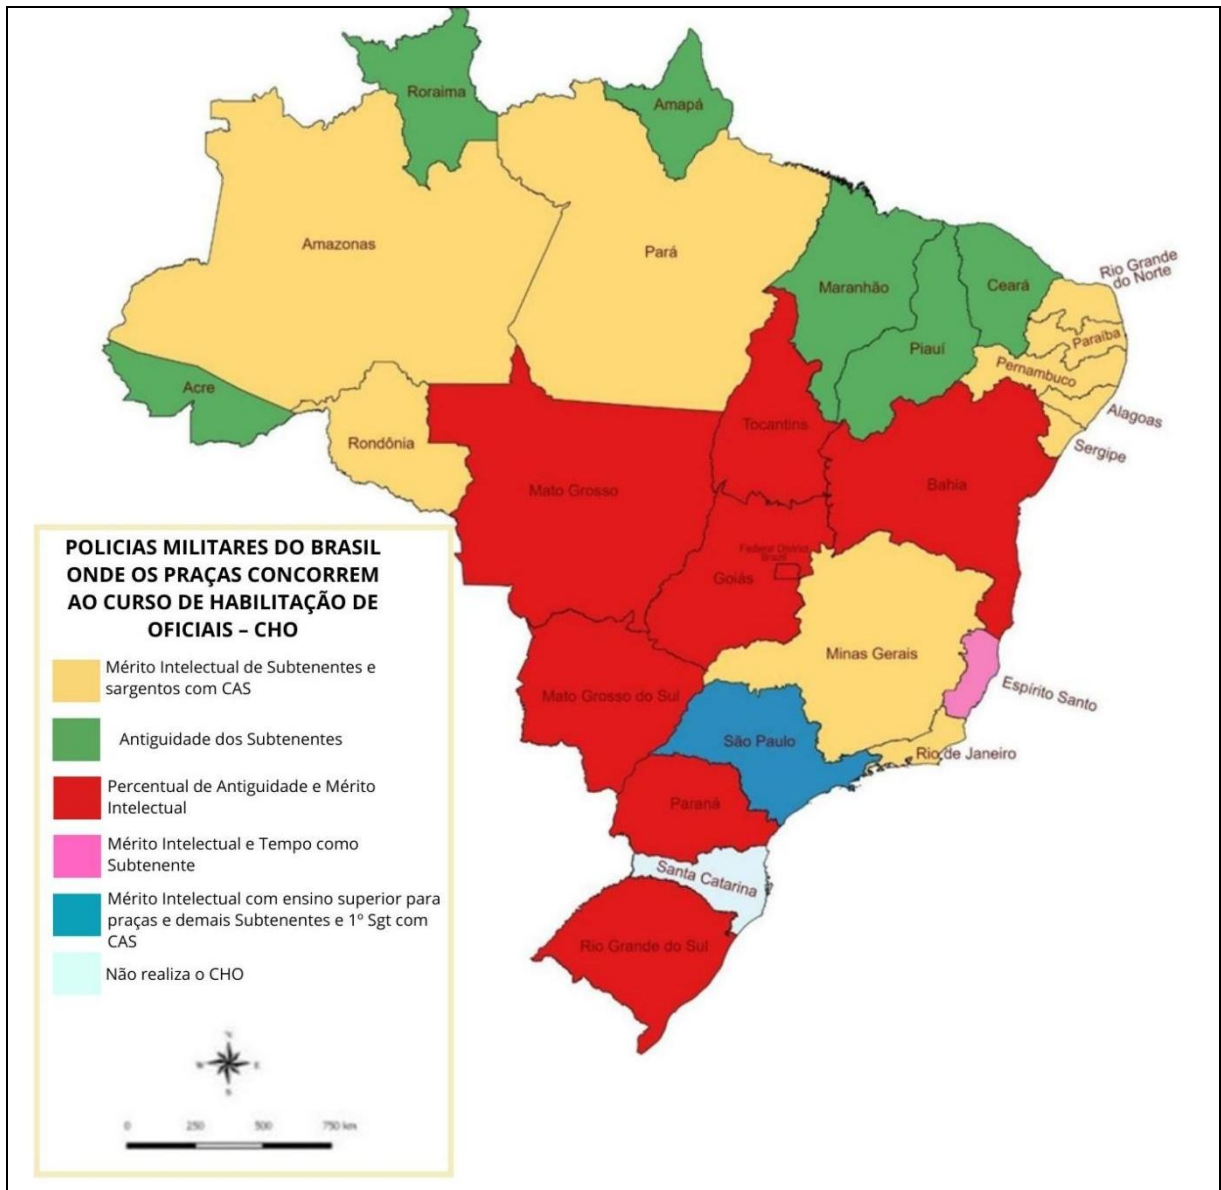 Roraima
Amapá
Amazonas
Pará
Maranhão
Ceará
Rio Grande
do Norte
Paraíba
Piauí
Pernambuco
Acre
Alagoas
Rondônia
Tocantins
Sergipe
Mato Grosso
Bahia
Federal District
Brazil
Goiás
Minas Gerais
Mato Grosso do Sul
Espírito Santo
São Paulo
Rio de Janeiro
Paraná
Santa Catarina
Rio Grande do Sul
POLICIAS MILITARES DO BRASIL
ONDE OS PRAÇAS CONCORREM
AO CURSO DE HABILITAÇÃO DE
OFICIAIS – CHO
Mérito Intelectual de Subtenentes e
sargentos com CAS
Antiguidade dos Subtenentes
Percentual de Antiguidade e Mérito
Intelectual
Mérito Intelectual e Tempo como
Subtenente
Mérito Intelectual com ensino superior para
praças e demais Subtenentes e 1º Sgt com
CAS
Não realiza o CHO
N
W E
S
0 250 500 750 km